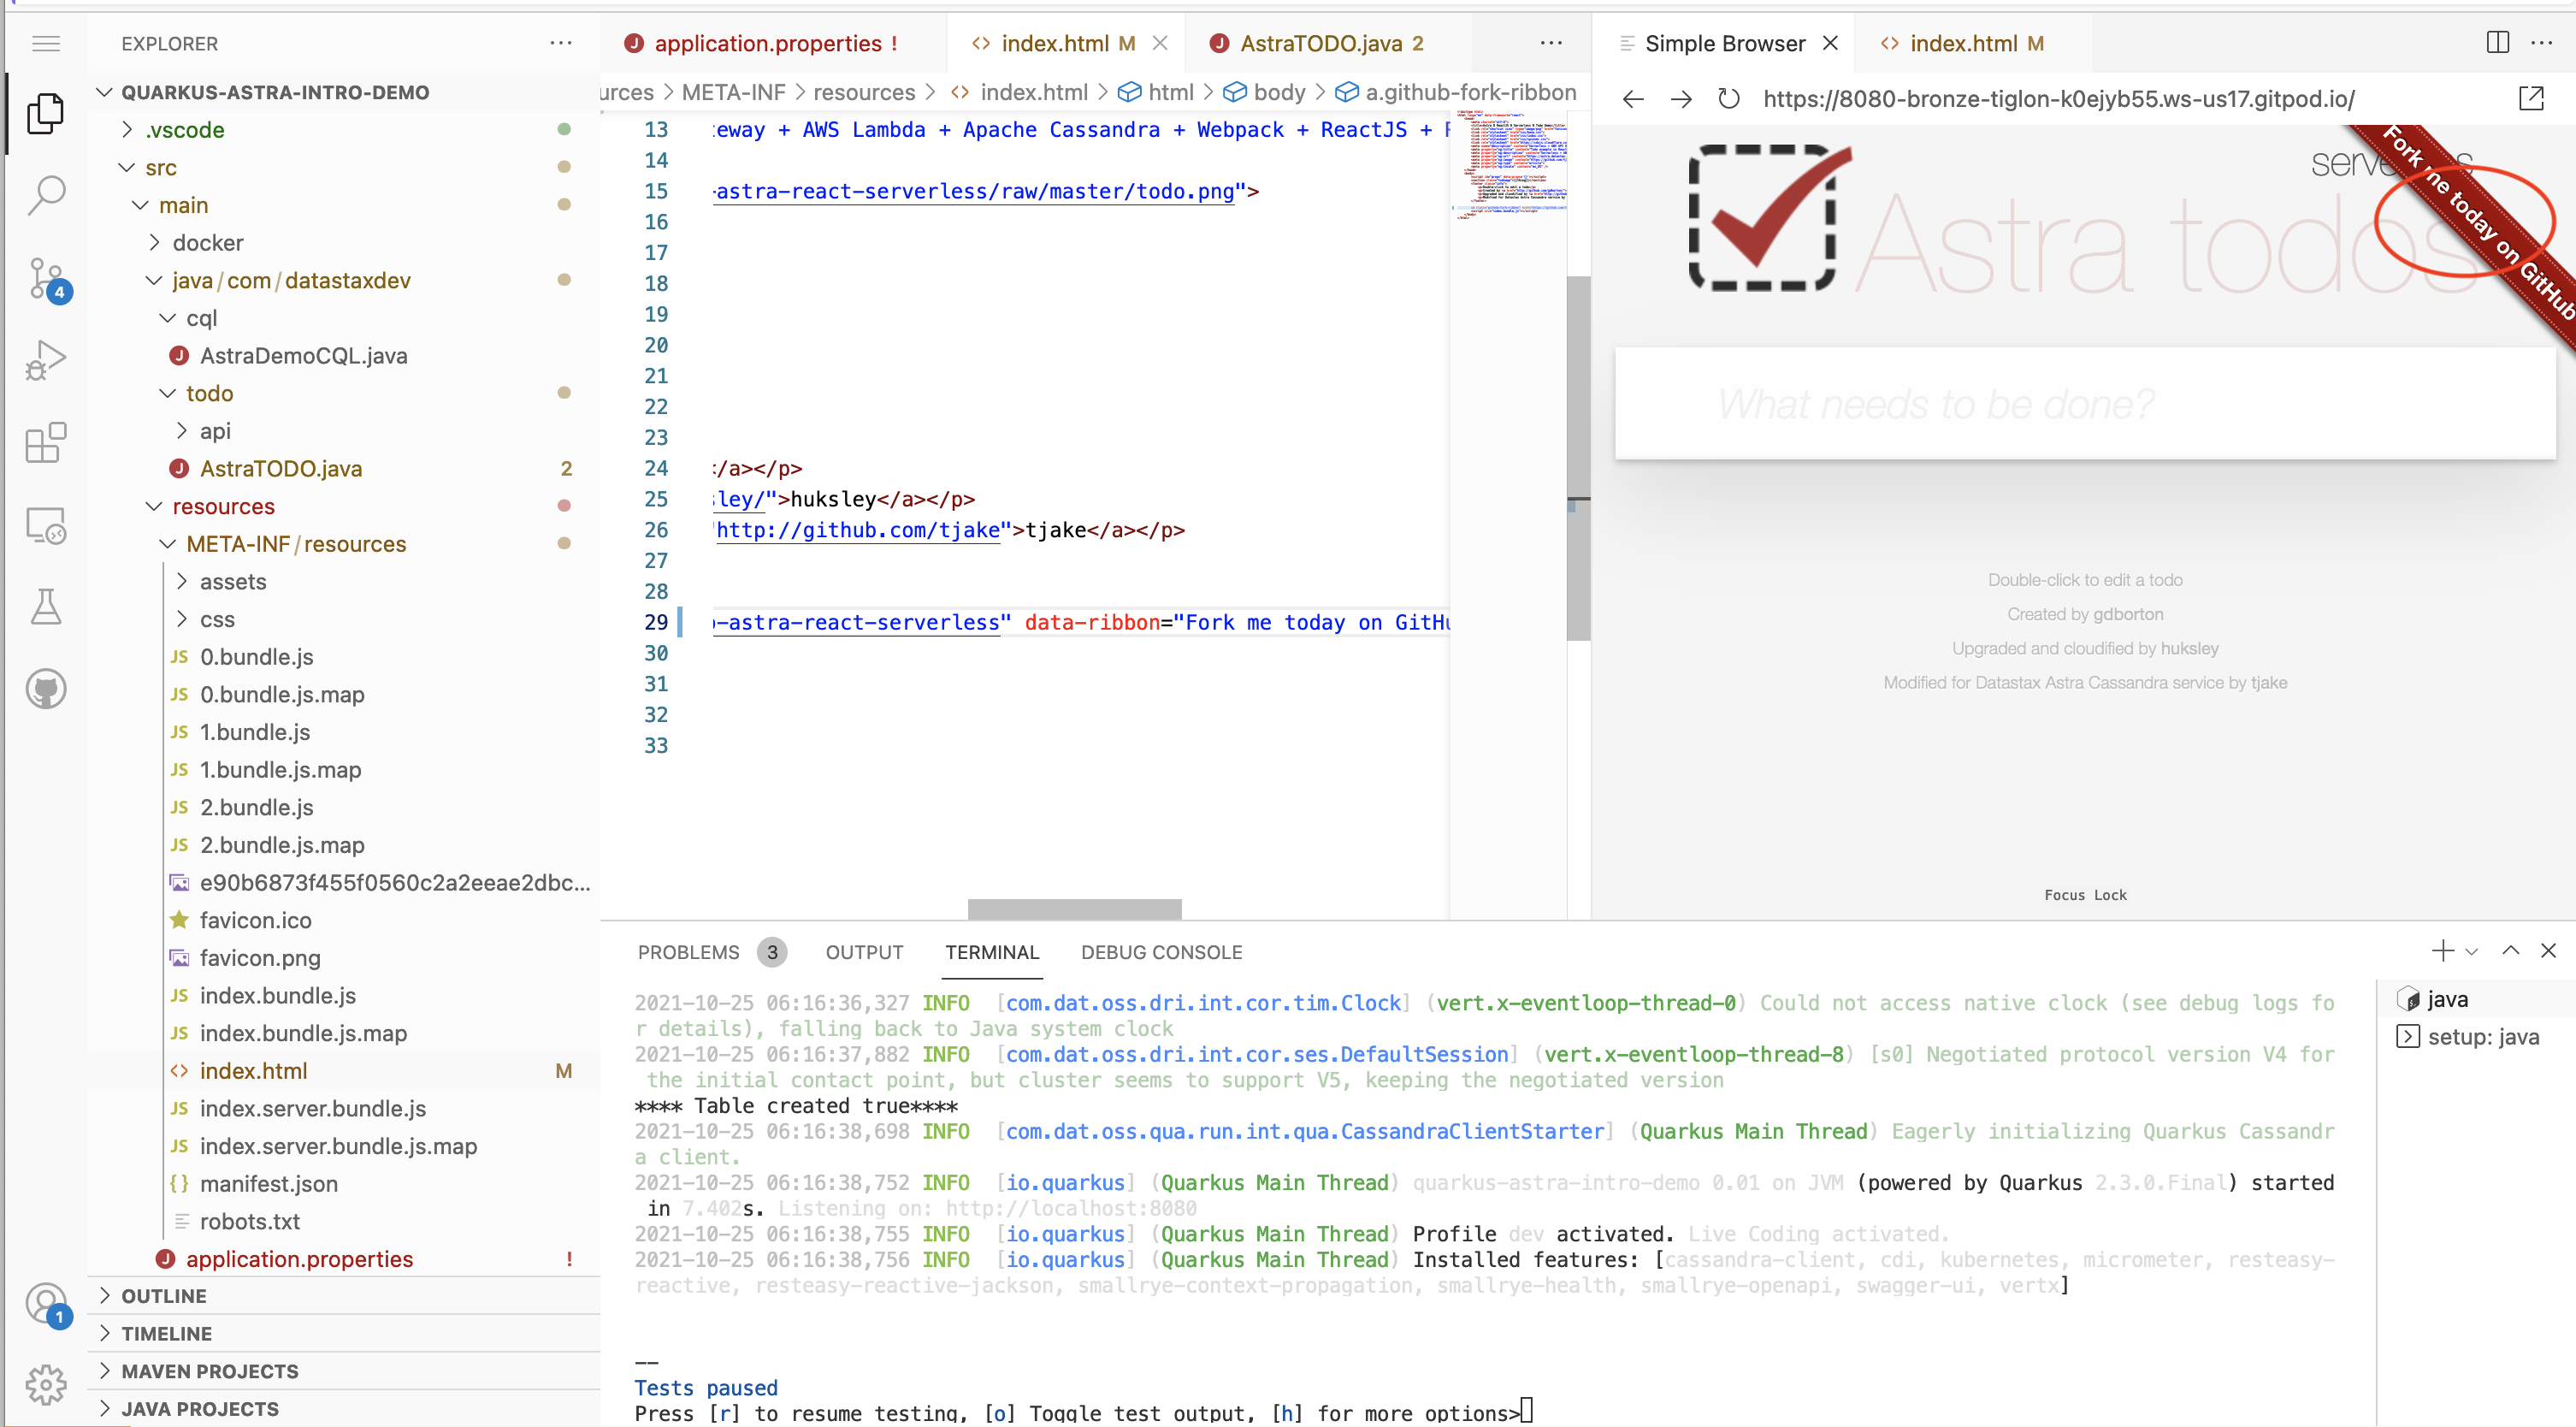 EXPLORER
QUARKUS-ASTRA-INTRO-DEMO
.vscode
src
main
docker
java/com/datastaxdev
cql
AstraDemoCQL.java
todo
api
AstraTODO.java 2
resources
META-INF/resources
assets
css
JS 0.bundle.js
JS 0.bundle.js.map
JS 1.bundle.js
JS 1.bundle.js.map
JS 2.bundle.js
JS 2.bundle.js.map
e90b6873f455f0560c2a2eeae2dbc...
favicon.ico
favicon.png
JS index.bundle.js
JS index.bundle.js.map
index.html M
JS index.server.bundle.js
JS index.server.bundle.js.map
manifest.json
robots.txt
application.properties !
OUTLINE
TIMELINE
MAVEN PROJECTS
JAVA PROJECTS
4
1
application.properties !
index.html M
AstraTODO.java 2
urces > META-INF > resources > index.html > html > body > a.github-fork-ribbon
13 teway + AWS Lambda + Apache Cassandra + Webpack + ReactJS +
14
15 -astra-react-serverless/raw/master/todo.png">
16
17
18
19
20
21
22
23
24 </a></p>
25 sley/">huksley</a></p>
26 "http://github.com/tjake">tjake</a></p>
27
28
29 o-astra-react-serverless" data-ribbon="Fork me today on GitHu
30
31
32
33
Simple Browser
index.html M
https://8080-bronze-tiglon-k0ejyb55.ws-us17.gitpod.io/
serverless
Astra todos
Fork me today on GitHub
What needs to be done?
Double-click to edit a todo
Created by gdborton
Upgraded and cloudified by huksley
Modified for Datastax Astra Cassandra service by tjake
Focus Lock
PROBLEMS 3 OUTPUT TERMINAL DEBUG CONSOLE
2021-10-25 06:16:36,327 INFO [com.dat.oss.dri.int.cor.tim.Clock] (vert.x-eventloop-thread-0) Could not access native clock (see debug logs fo
r details), falling back to Java system clock
2021-10-25 06:16:37,882 INFO [com.dat.oss.dri.int.cor.ses.DefaultSession] (vert.x-eventloop-thread-8) [s0] Negotiated protocol version V4 for
the initial contact point, but cluster seems to support V5, keeping the negotiated version
**** Table created true****
2021-10-25 06:16:38,698 INFO [com.dat.oss.qua.run.int.qua.CassandraClientStarter] (Quarkus Main Thread) Eagerly initializing Quarkus Cassandr
a client.
2021-10-25 06:16:38,752 INFO [io.quarkus] (Quarkus Main Thread) quarkus-astra-intro-demo 0.01 on JVM (powered by Quarkus 2.3.0.Final) started
in 7.402s. Listening on: http://localhost:8080
2021-10-25 06:16:38,755 INFO [io.quarkus] (Quarkus Main Thread) Profile dev activated. Live Coding activated.
2021-10-25 06:16:38,756 INFO [io.quarkus] (Quarkus Main Thread) Installed features: [cassandra-client, cdi, kubernetes, micrometer, resteasy-
reactive, resteasy-reactive-jackson, smallrye-context-propagation, smallrye-health, smallrye-openapi, swagger-ui, vertx]
--
Tests paused
Press [r] to resume testing, [o] Toggle test output, [h] for more options>
java
setup: java